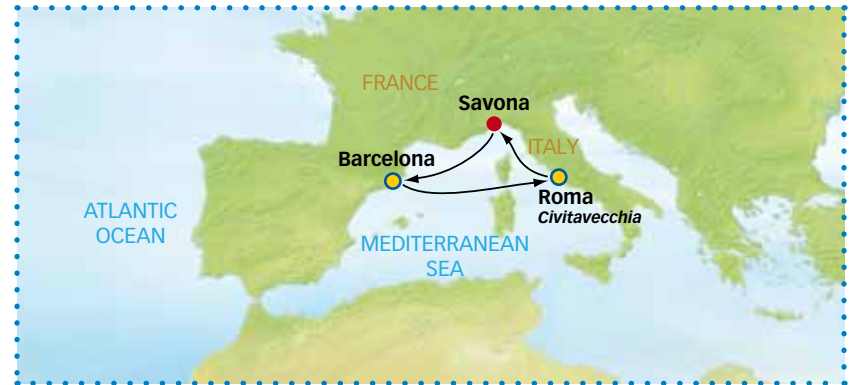 FRANCE
Savona
ITALY
Barcelona
Roma
Civitavecchia
ATLANTIC
OCEAN
MEDITERRANEAN
SEA